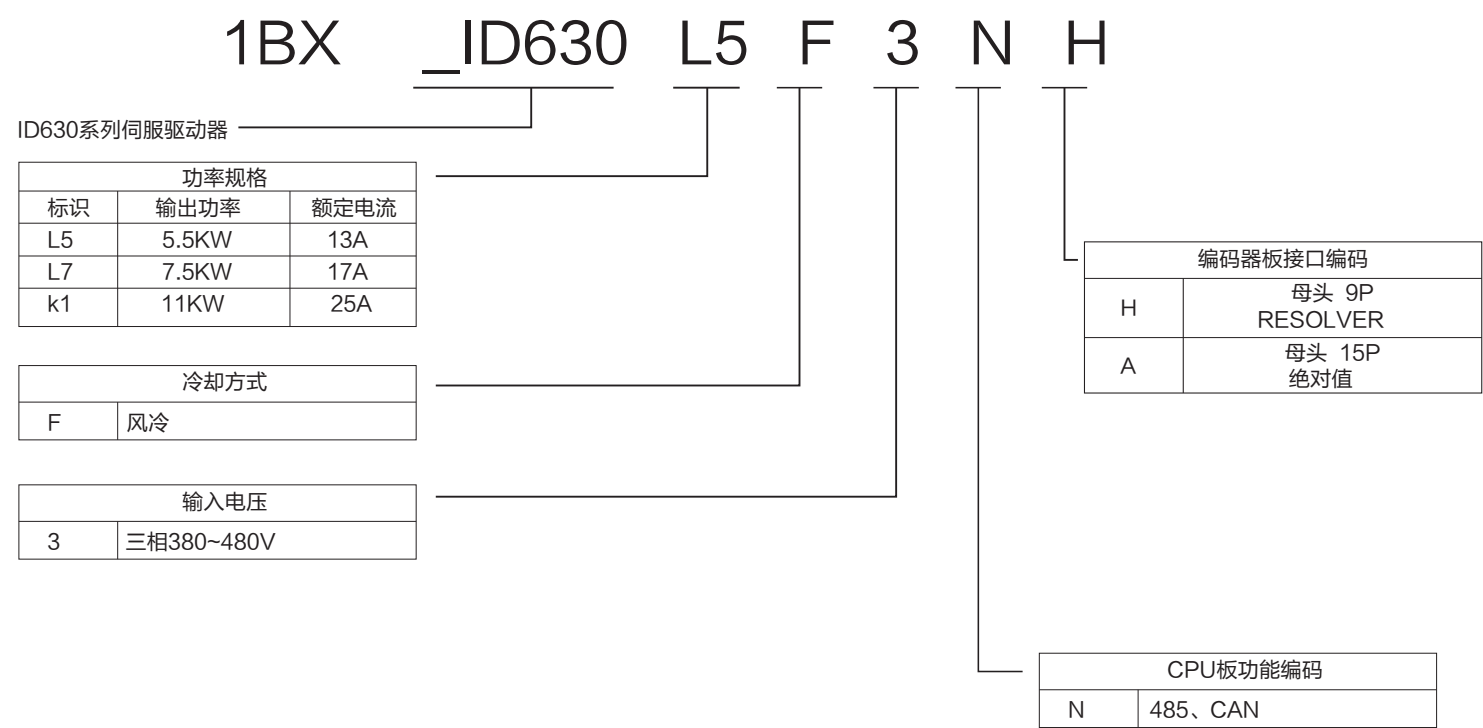 1BX _ID630 L5 F 3 N H
ID630系列伺服驱动器
功率规格
标识 输出功率 额定电流
L5 5.5KW 13A
L7 7.5KW 17A
k1 11KW 25A
冷却方式
F 风冷
输入电压
3 三相380~480V
编码器板接口编码
H 母头 9P
RESOLVER
A 母头 15P
绝对值
CPU板功能编码
N 485、CAN